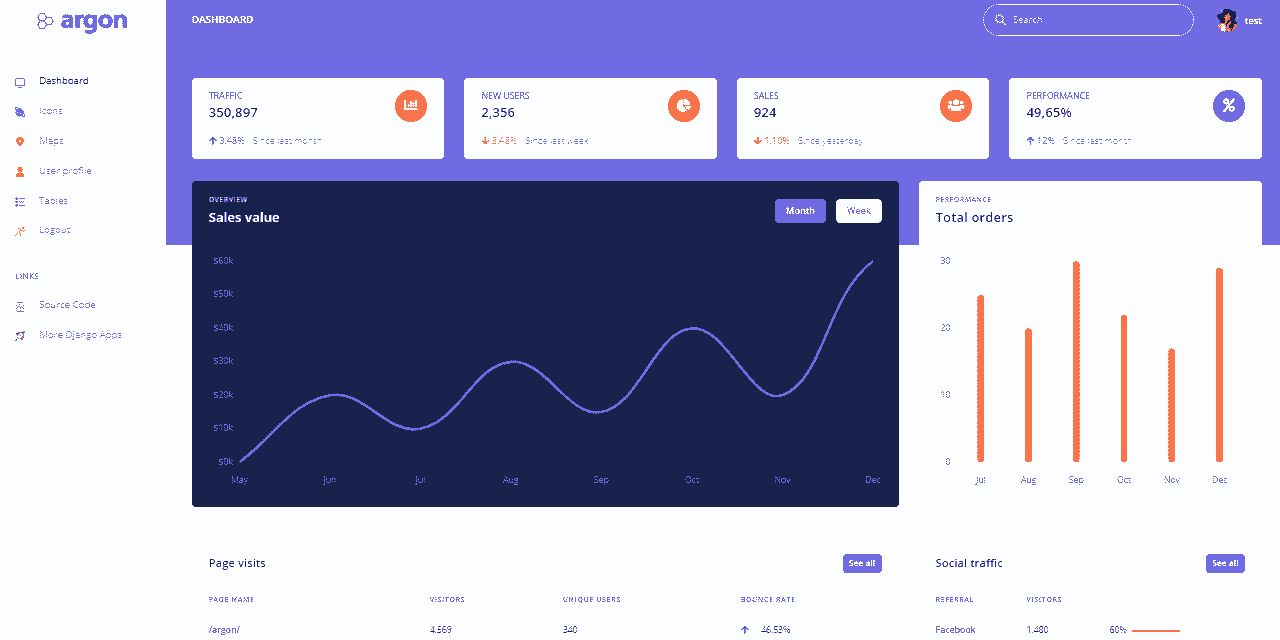 argon
DASHBOARD
Search
test
Dashboard
Icons
Maps
User profile
Tables
Logout
LINKS
Source Code
More Django Apps
TRAFFIC
350,897
3.48% Since last month
NEW USERS
2,356
3.48% Since last week
SALES
924
1.10% Since yesterday
PERFORMANCE
49,65%
12% Since last month
OVERVIEW
Sales value
Month Week
$60k
$50k
$40k
$30k
$20k
$10k
$0k
May Jun Jul Aug Sep Oct Nov Dec
PERFORMANCE
Total orders
30
20
10
0
Jul Aug Sep Oct Nov Dec
Page visits
See all
PAGE NAME VISITORS UNIQUE USERS BOUNCE RATE
/argon/ 4,569 340 46,53%
Social traffic
See all
REFERRAL VISITORS
Facebook 1,480 60%